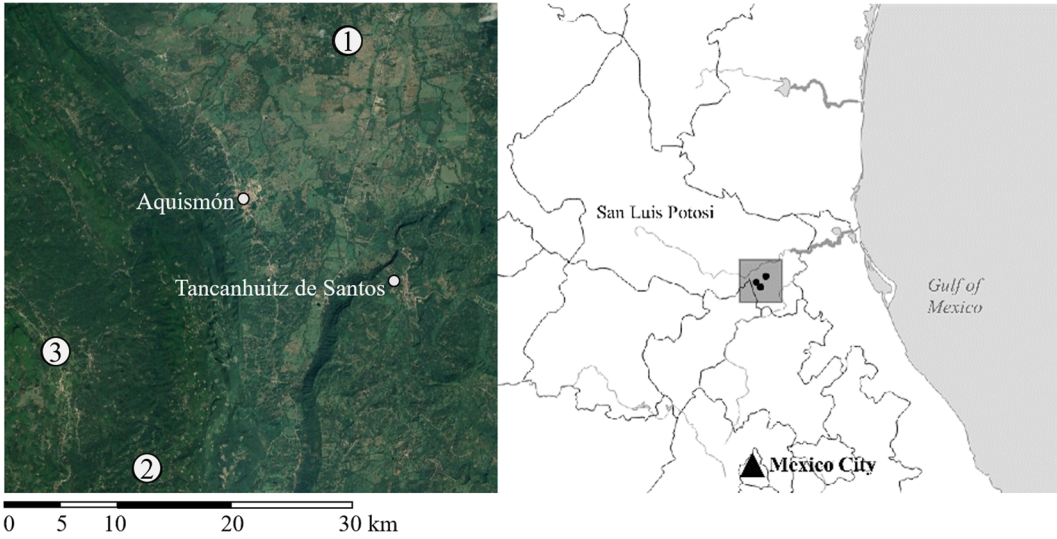 1
Aquismón
Tancanhuitz de Santos
3
2
0 5 10 20 30 km
San Luis Potosi
Gulf of
Mexico
Mexico City